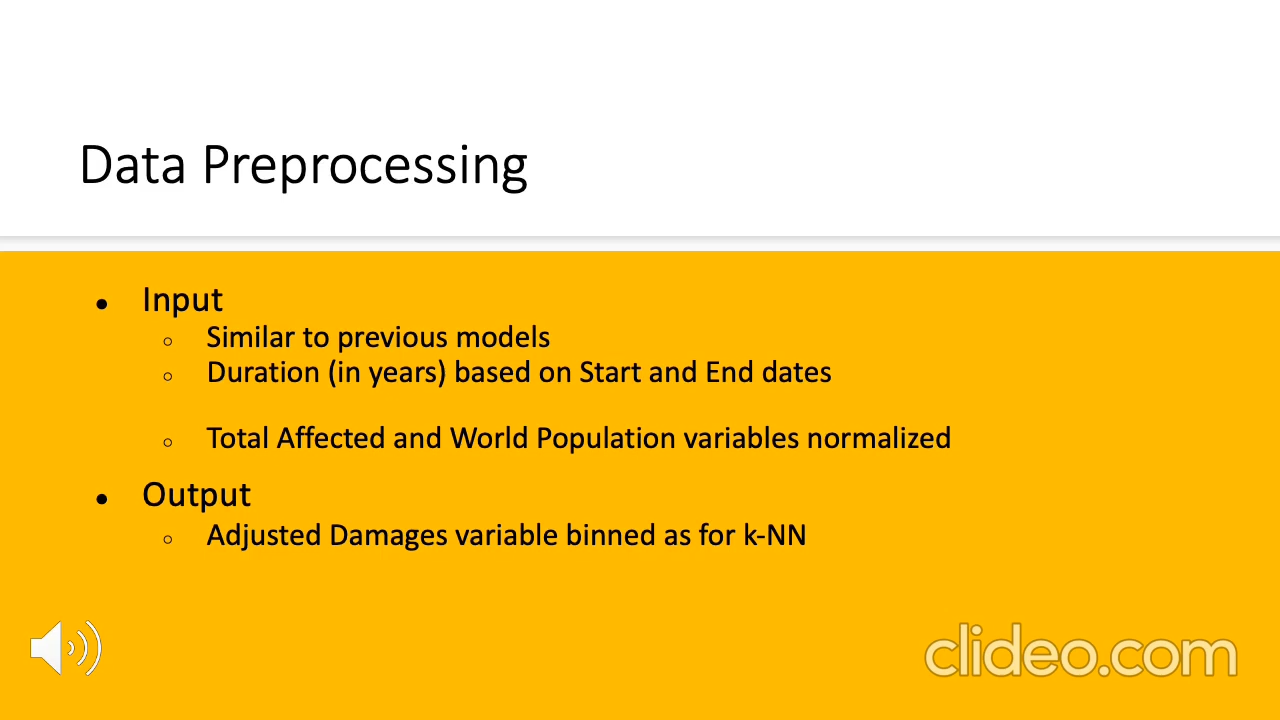 Data Preprocessing
● Input
○ Similar to previous models
○ Duration (in years) based on Start and End dates
○ Total Affected and World Population variables normalized
● Output
○ Adjusted Damages variable binned as for k-NN
clideo.com